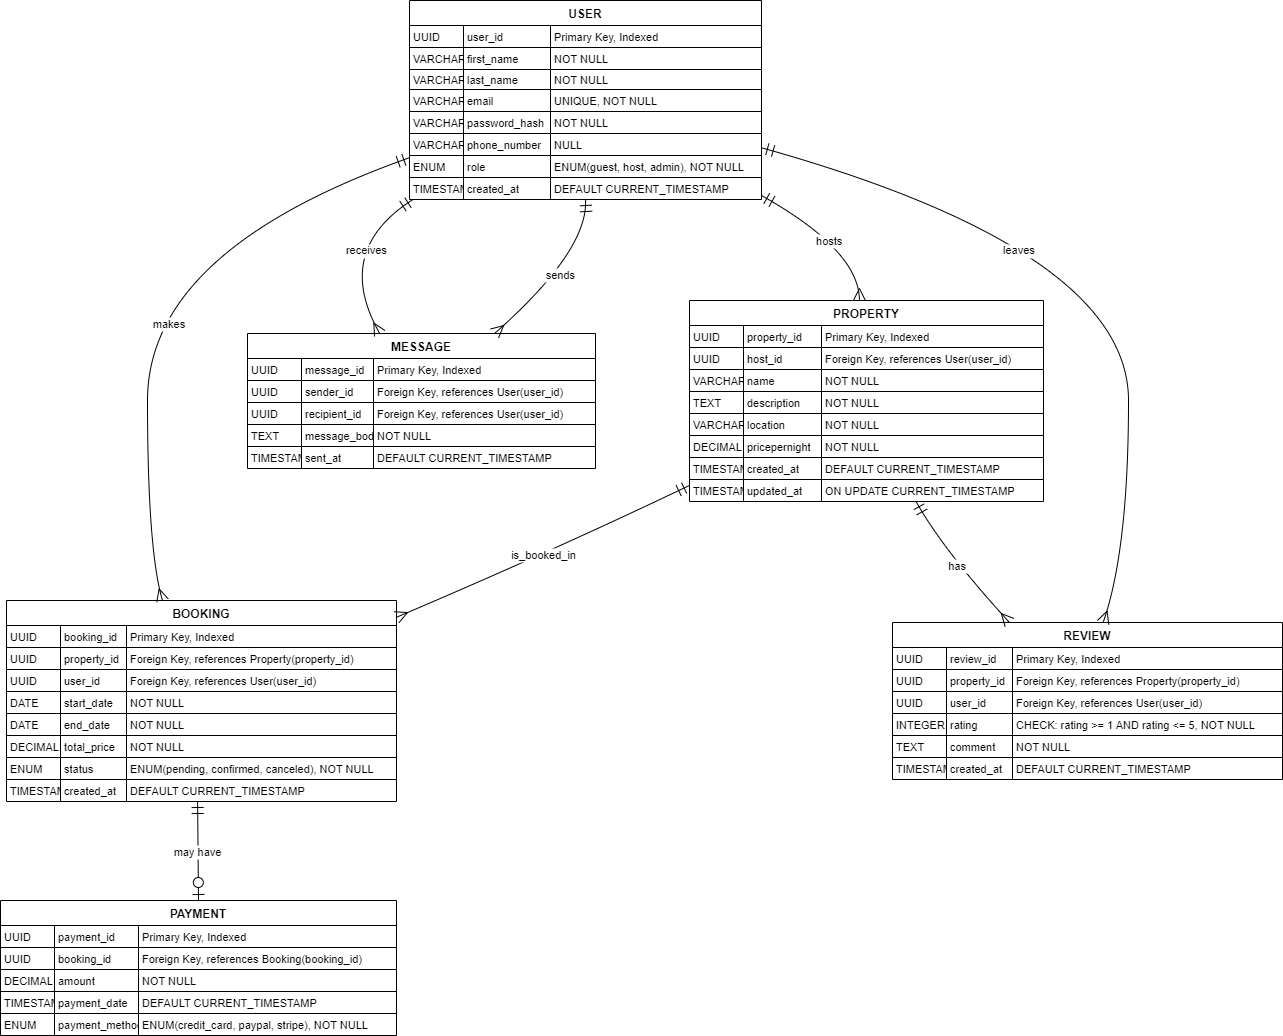 USER
UUID user_id Primary Key, Indexed
VARCHAR first_name NOT NULL
VARCHAR last_name NOT NULL
VARCHAR email UNIQUE, NOT NULL
VARCHAR password_hash NOT NULL
VARCHAR phone_number NULL
ENUM role ENUM(guest, host, admin), NOT NULL
TIMESTAM created_at DEFAULT CURRENT_TIMESTAMP
receives
sends
hosts
leaves
makes
MESSAGE
UUID message_id Primary Key, Indexed
UUID sender_id Foreign Key, references User(user_id)
UUID recipient_id Foreign Key, references User(user_id)
TEXT message_bod NOT NULL
TIMESTAM sent_at DEFAULT CURRENT_TIMESTAMP
PROPERTY
UUID property_id Primary Key, Indexed
UUID host_id Foreign Key, references User(user_id)
VARCHAR name NOT NULL
TEXT description NOT NULL
VARCHAR location NOT NULL
DECIMAL pricepernight NOT NULL
TIMESTAM created_at DEFAULT CURRENT_TIMESTAMP
TIMESTAM updated_at ON UPDATE CURRENT_TIMESTAMP
is_booked_in
has
BOOKING
UUID booking_id Primary Key, Indexed
UUID property_id Foreign Key, references Property(property_id)
UUID user_id Foreign Key, references User(user_id)
DATE start_date NOT NULL
DATE end_date NOT NULL
DECIMAL total_price NOT NULL
ENUM status ENUM(pending, confirmed, canceled), NOT NULL
TIMESTAM created_at DEFAULT CURRENT_TIMESTAMP
REVIEW
UUID review_id Primary Key, Indexed
UUID property_id Foreign Key, references Property(property_id)
UUID user_id Foreign Key, references User(user_id)
INTEGER rating CHECK: rating >= 1 AND rating <= 5, NOT NULL
TEXT comment NOT NULL
TIMESTAM created_at DEFAULT CURRENT_TIMESTAMP
may have
PAYMENT
UUID payment_id Primary Key, Indexed
UUID booking_id Foreign Key, references Booking(booking_id)
DECIMAL amount NOT NULL
TIMESTAM payment_date DEFAULT CURRENT_TIMESTAMP
ENUM payment_metho ENUM(credit_card, paypal, stripe), NOT NULL